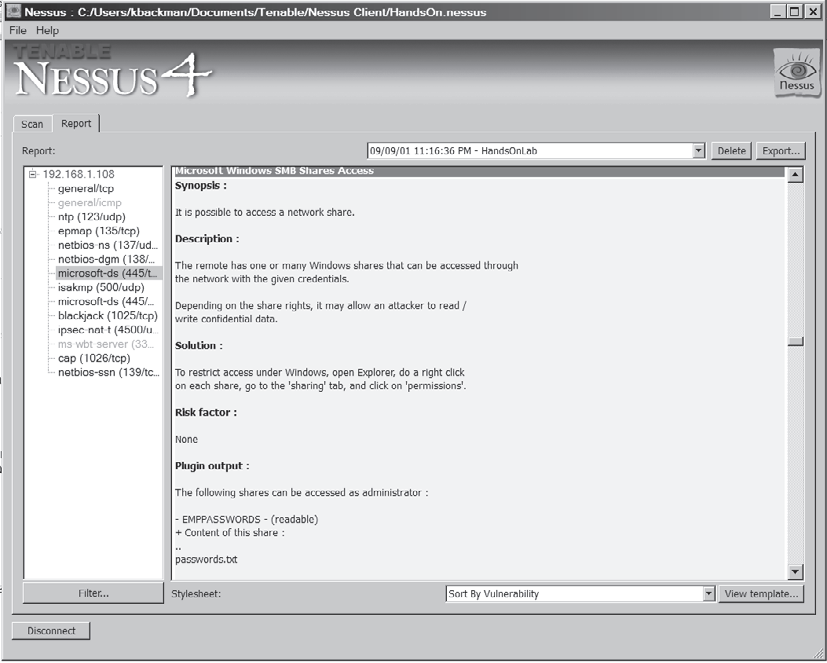 Nessus : C:/Users/kbackman/Documents/Tenable/Nessus Client/HandsOn.nessus
File Help
TENABLE
NESSUS 4
Nessus
Scan Report
Report:
09/09/01 11:16:36 PM - HandsOnLab
Delete
Export...
192.168.1.108
general/tcp
general/icmp
ntp (123/udp)
epmap (135/tcp)
netbios-ns (137/ud...
netbios-dgm (138/...
microsoft-ds (445/t...
isakmp (500/udp)
microsoft-ds (445/...
blackjack (1025/tcp)
ipsec-nat-t (4500/u...
ms-wbt-server (33...
cap (1026/tcp)
netbios-ssn (139/tc...
Microsoft Windows SMB Shares Access
Synopsis :
It is possible to access a network share.
Description :
The remote has one or many Windows shares that can be accessed through
the network with the given credentials.
Depending on the share rights, it may allow an attacker to read /
write confidential data.
Solution :
To restrict access under Windows, open Explorer, do a right click
on each share, go to the 'sharing' tab, and click on 'permissions'.
Risk factor :
None
Plugin output :
The following shares can be accessed as administrator :
- EMPPASSWORDS - (readable)
+ Content of this share :
..
passwords.txt
Filter...
Stylesheet:
Sort By Vulnerability
View template...
Disconnect